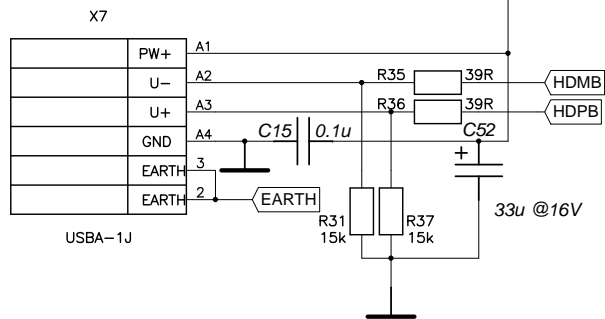 X7
PW+ A1
U- A2 R35 39R HDMB
U+ A3 R36 39R HDPB
GND A4 C15 0.1u C52
EARTH 3
+
EARTH 2 EARTH
R31 R37 33u @16V
15k 15k
USBA-1J